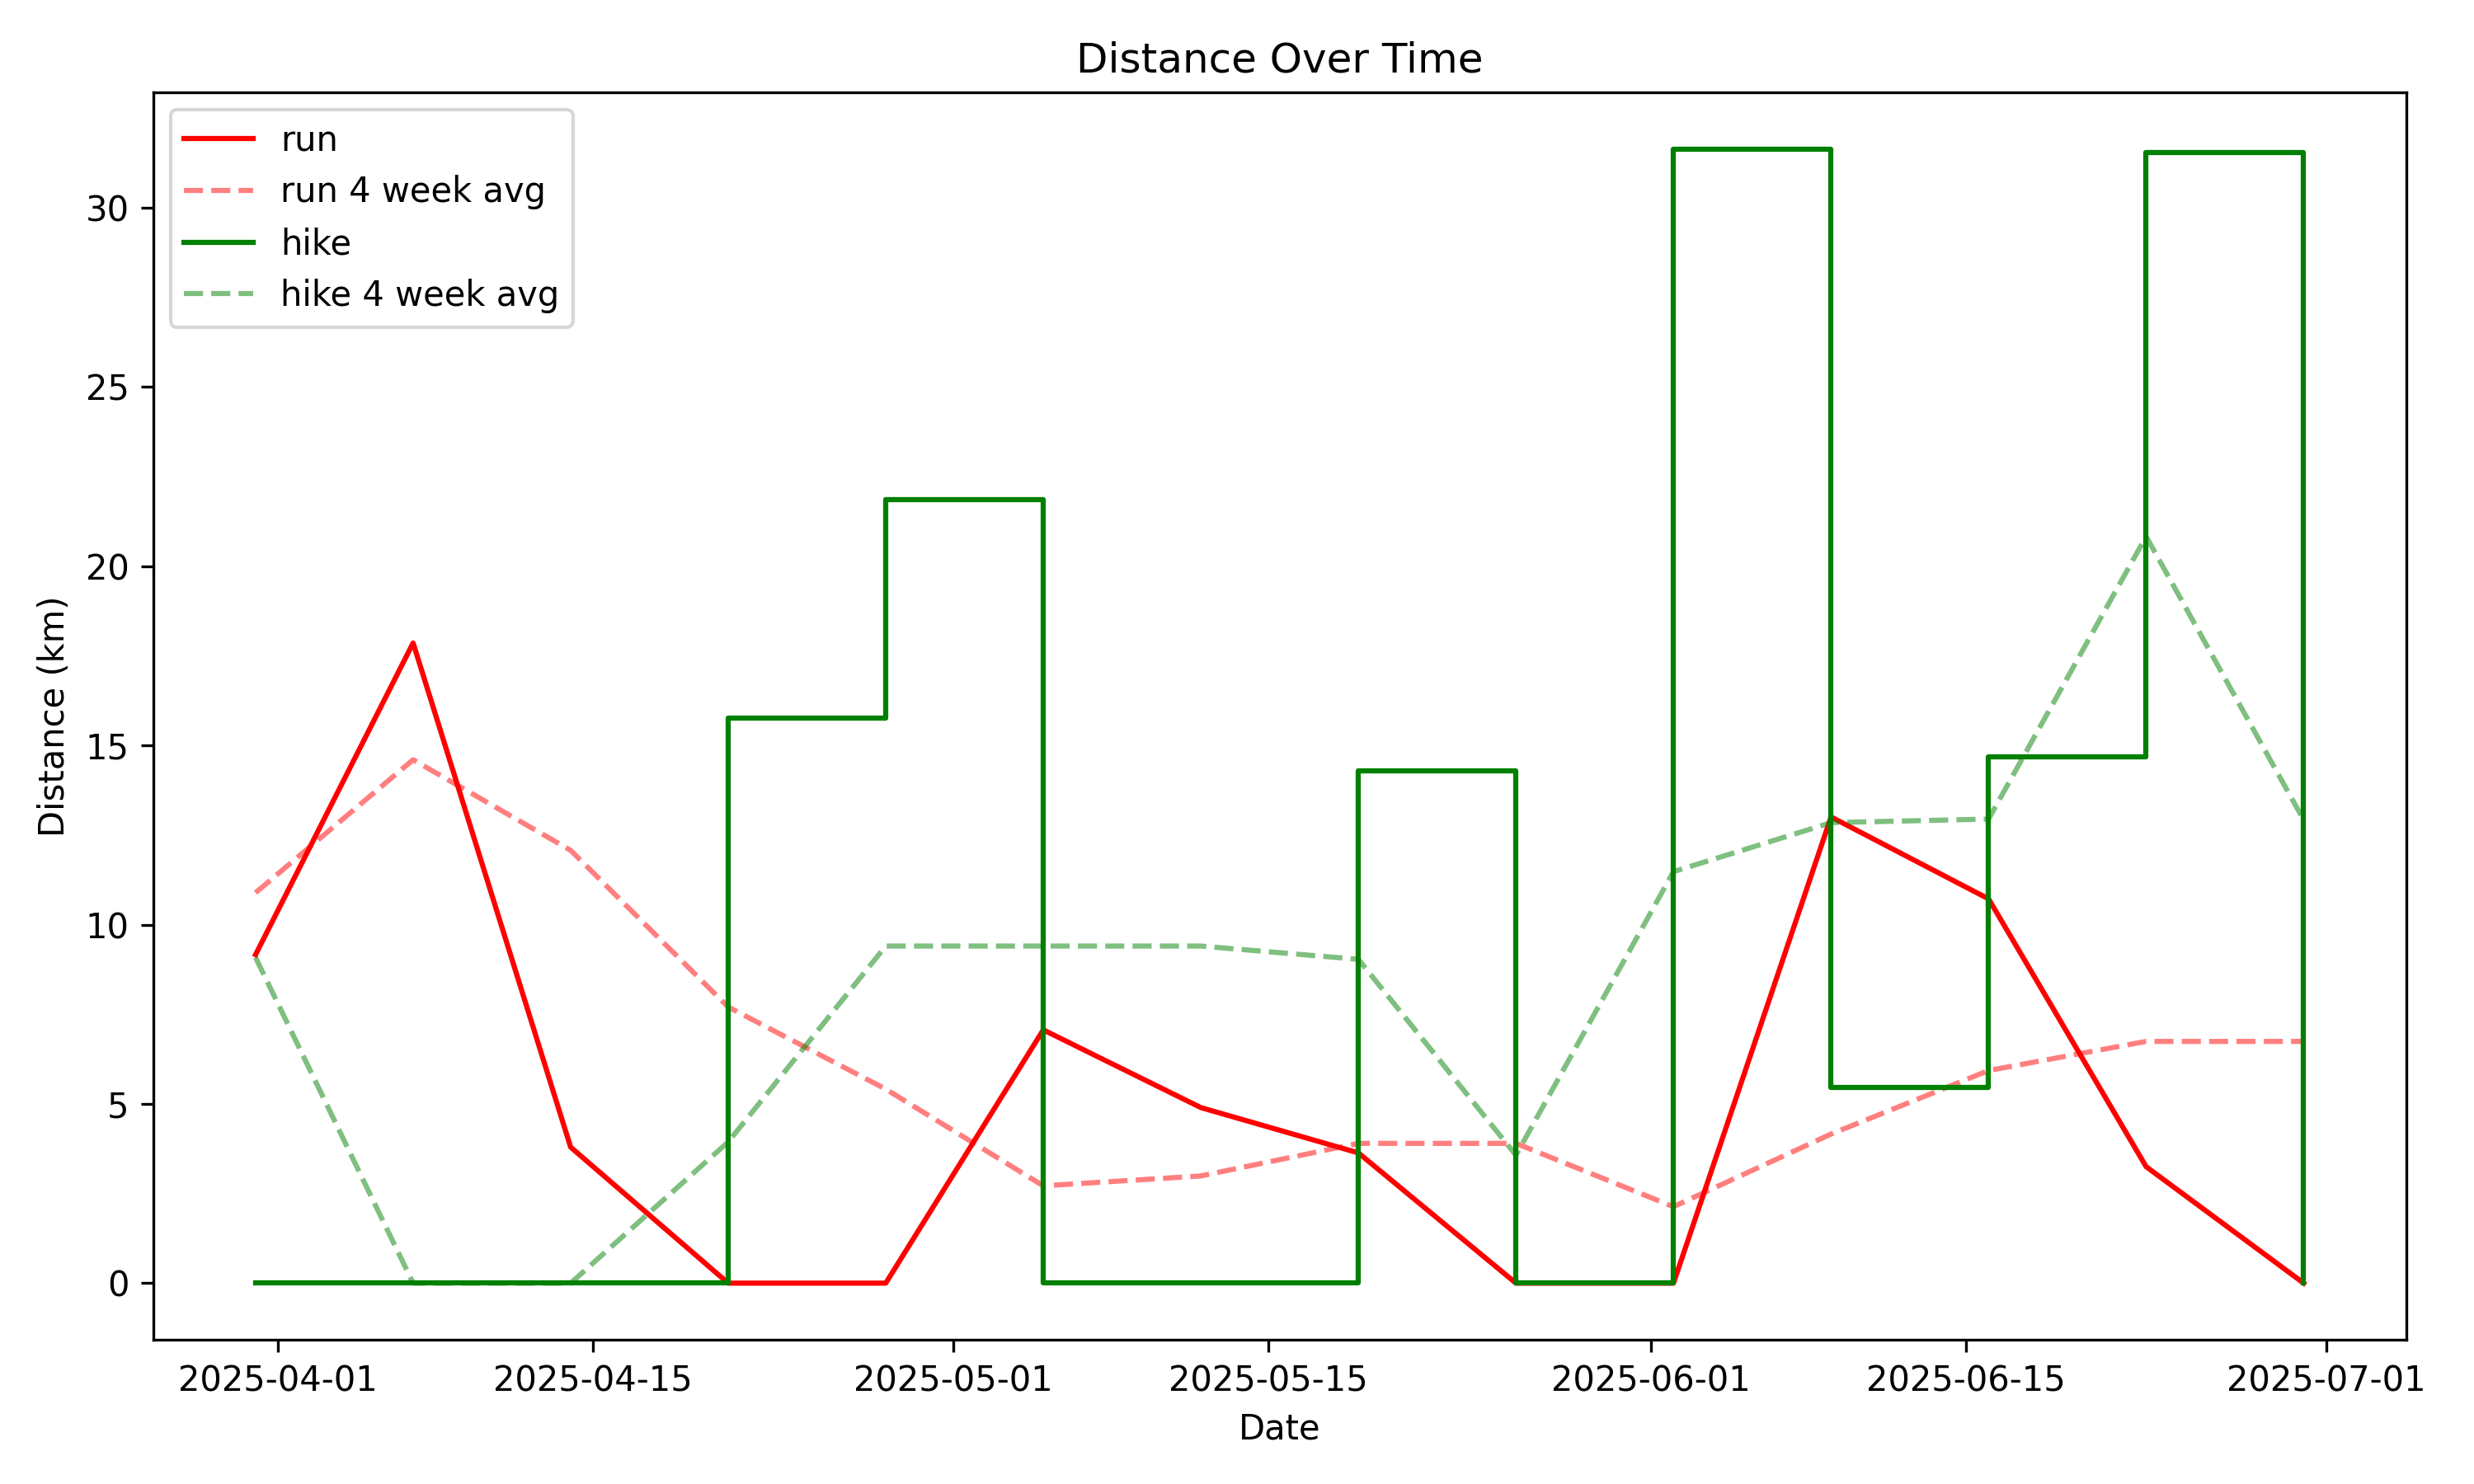 Distance Over Time
run
run 4 week avg
hike
hike 4 week avg
Distance (km)
30
25
20
15
10
5
0
2025-04-01 2025-04-15 2025-05-01 2025-05-15 2025-06-01 2025-06-15 2025-07-01
Date